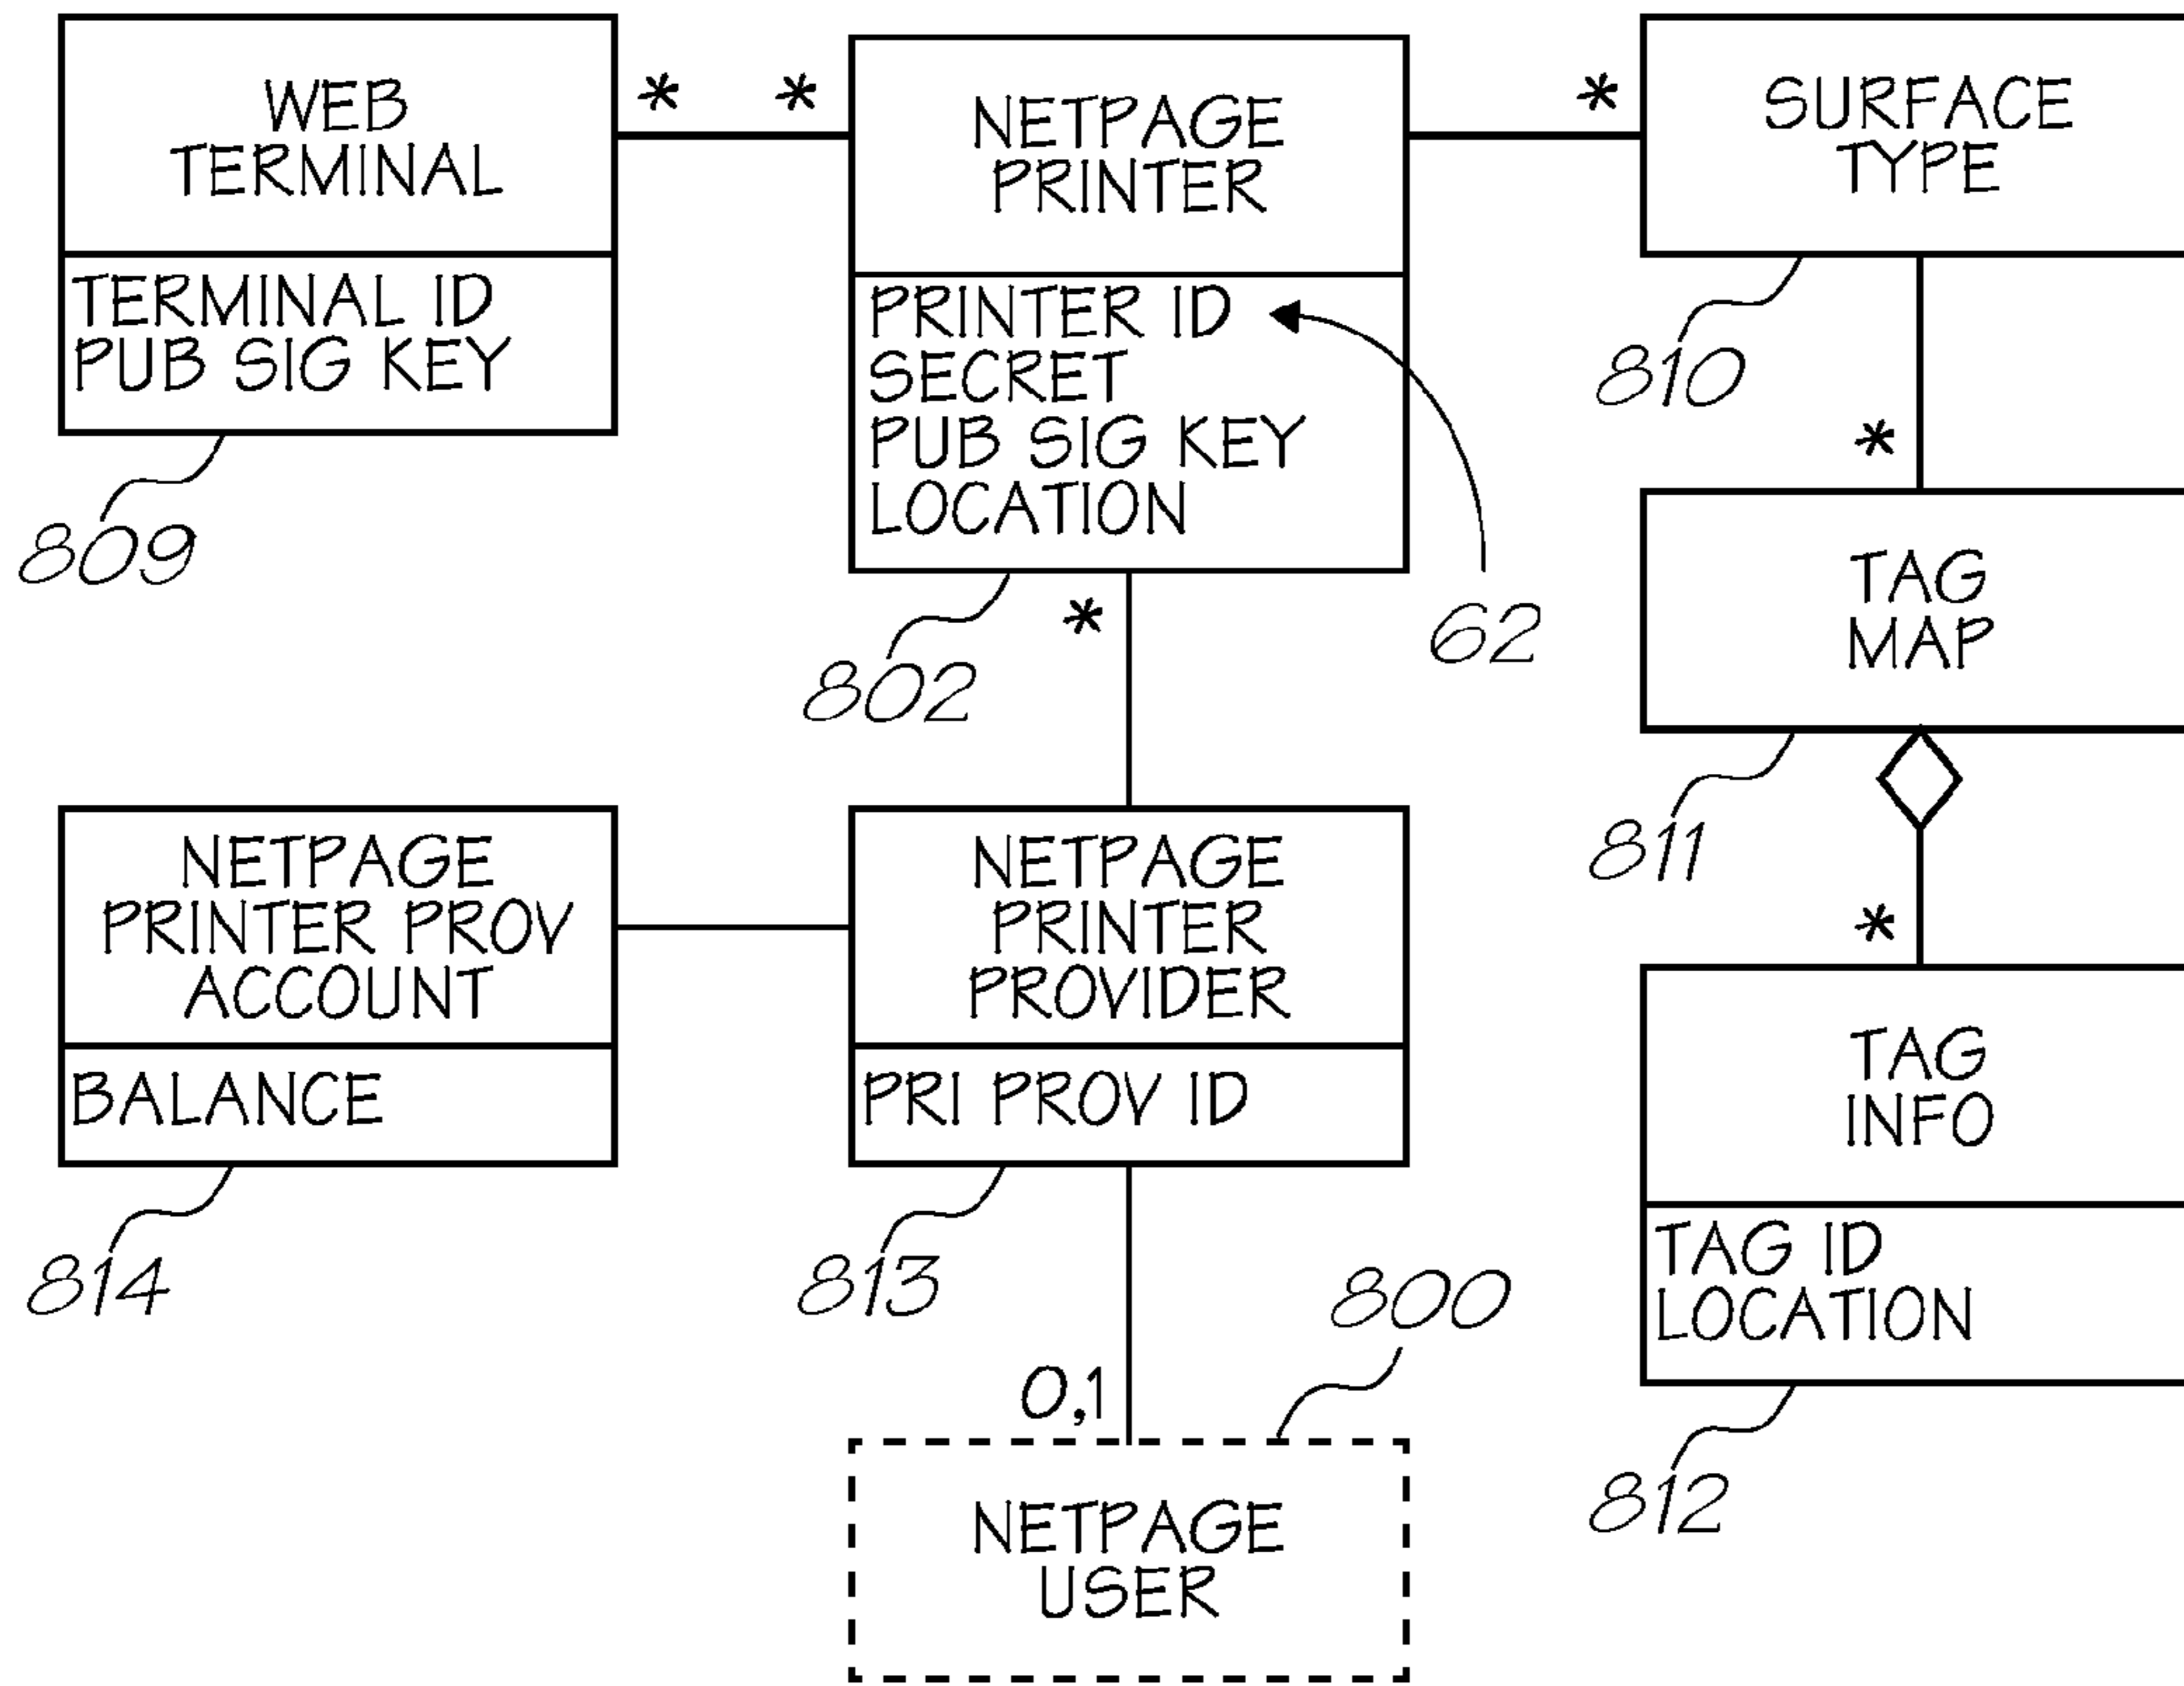 WEB
TERMINAL
TERMINAL ID
PUB SIG KEY
809
*
*
NETPAGE
PRINTER
PRINTER ID
SECRET
PUB SIG KEY
LOCATION
62
802
*
*
SURFACE
TYPE
810
*
TAG
MAP
811
*
TAG
INFO
TAG ID
LOCATION
812
NETPAGE
PRINTER PROV
ACCOUNT
BALANCE
814
NETPAGE
PRINTER
PROVIDER
PRI PROV ID
813
0,1
800
NETPAGE
USER